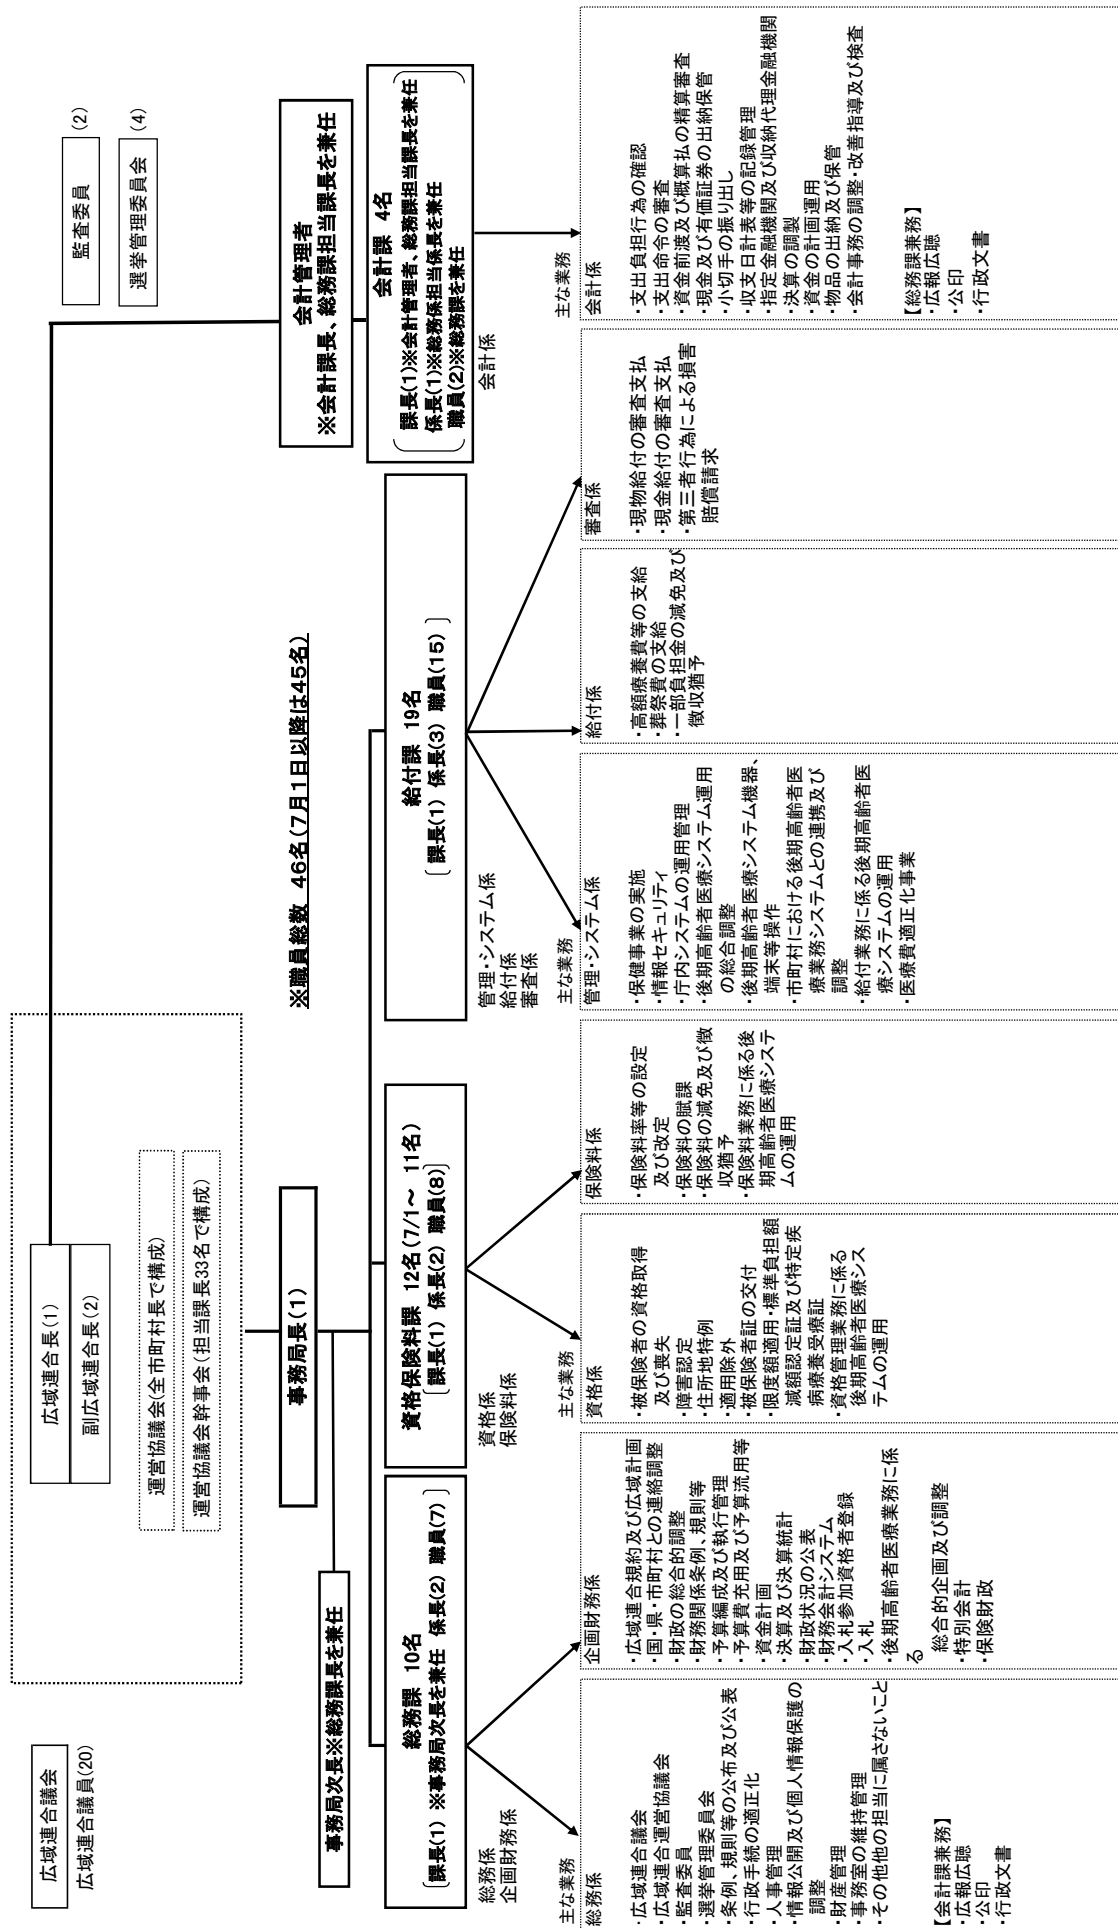 広域連合議会
広域連合議員(20)
広域連合長(1)
副広域連合長(2)
運営協議会(全市町村長で構成)
運営協議会幹事会(担当課長33名で構成)
監査委員
(2)
選挙管理委員会
(4)
事務局長(1)
事務局次長※総務課長を兼任
※職員総数 46名(7月1日以降は45名)
会計管理者
※会計課長、総務課担当課長を兼任
総務課 10名
課長(1) ※事務局次長を兼任 係長(2) 職員(7)
総務係
企画財務係
資格保険料課 12名(7/1~ 11名)
課長(1) 係長(2) 職員(8)
資格係
保険料係
給付課 19名
課長(1) 係長(3) 職員(15)
管理・システム係
給付係
審査係
会計課 4名
課長(1)※会計管理者、総務課担当課長を兼任
係長(1)※総務係担当係長を兼任
職員(2)※総務課を兼任
会計係
主な業務
総務係
・広域連合議会
・広域連合運営協議会
・監査委員
・選挙管理委員会
・条例、規則等の公布及び公表
・行政手続の適正化
・人事管理
・情報公開及び個人情報保護の
調整
・財産管理
・事務室の維持管理
・その他他の担当に属さないこと
【会計課兼務】
・広報広聴
・公印
・行政文書
企画財務係
・広域連合規約及び広域計画
・国・県・市町村との連絡調整
・財政の総合的調整
・財務関係条例、規則等
・予算編成及び執行管理
・予算費充用及び予算流用等
・資金計画
・決算及び決算統計
・財政状況の公表
・財務会計システム
・入札参加資格者登録
・入札
・後期高齢者医療業務に係
る
総合的企画及び調整
・特別会計
・保険財政
主な業務
資格係
・被保険者の資格取得
及び喪失
・障害認定
・住所地特例
・適用除外
・被保険者証の交付
・限度額適用・標準負担額
減額認定証及び特定疾
病療養受療証
・資格管理業務に係る
後期高齢者医療シス
テムの運用
保険料係
・保険料率等の設定
及び改定
・保険料の賦課
・保険料の減免及び徴
収猶予
・保険料業務に係る後
期高齢者医療システ
ムの運用
主な業務
管理・システム係
・保健事業の実施
・情報セキュリティ
・庁内システムの運用管理
・後期高齢者医療システム運用
の総合調整
・後期高齢者医療システム機器、
端末等操作
・市町村における後期高齢者医
療業務システムとの連携及び
調整
・給付業務に係る後期高齢者医
療システムの運用
・医療費適正化事業
給付係
・高額療養費等の支給
・葬祭費の支給
・一部負担金の減免及び
徴収猶予
審査係
・現物給付の審査支払
・現金給付の審査支払
・第三者行為による損害
賠償請求
主な業務
会計係
・支出負担行為の確認
・支出命令の審査
・資金前渡及び概算払の精算審査
・現金及び有価証券の出納保管
・小切手の振り出し
・収支日計表等の記録管理
・指定金融機関及び収納代理金融機関
・決算の調製
・資金の計画運用
・物品の出納及び保管
・会計事務の調整・改善指導及び検査
【総務課兼務】
・広報広聴
・公印
・行政文書